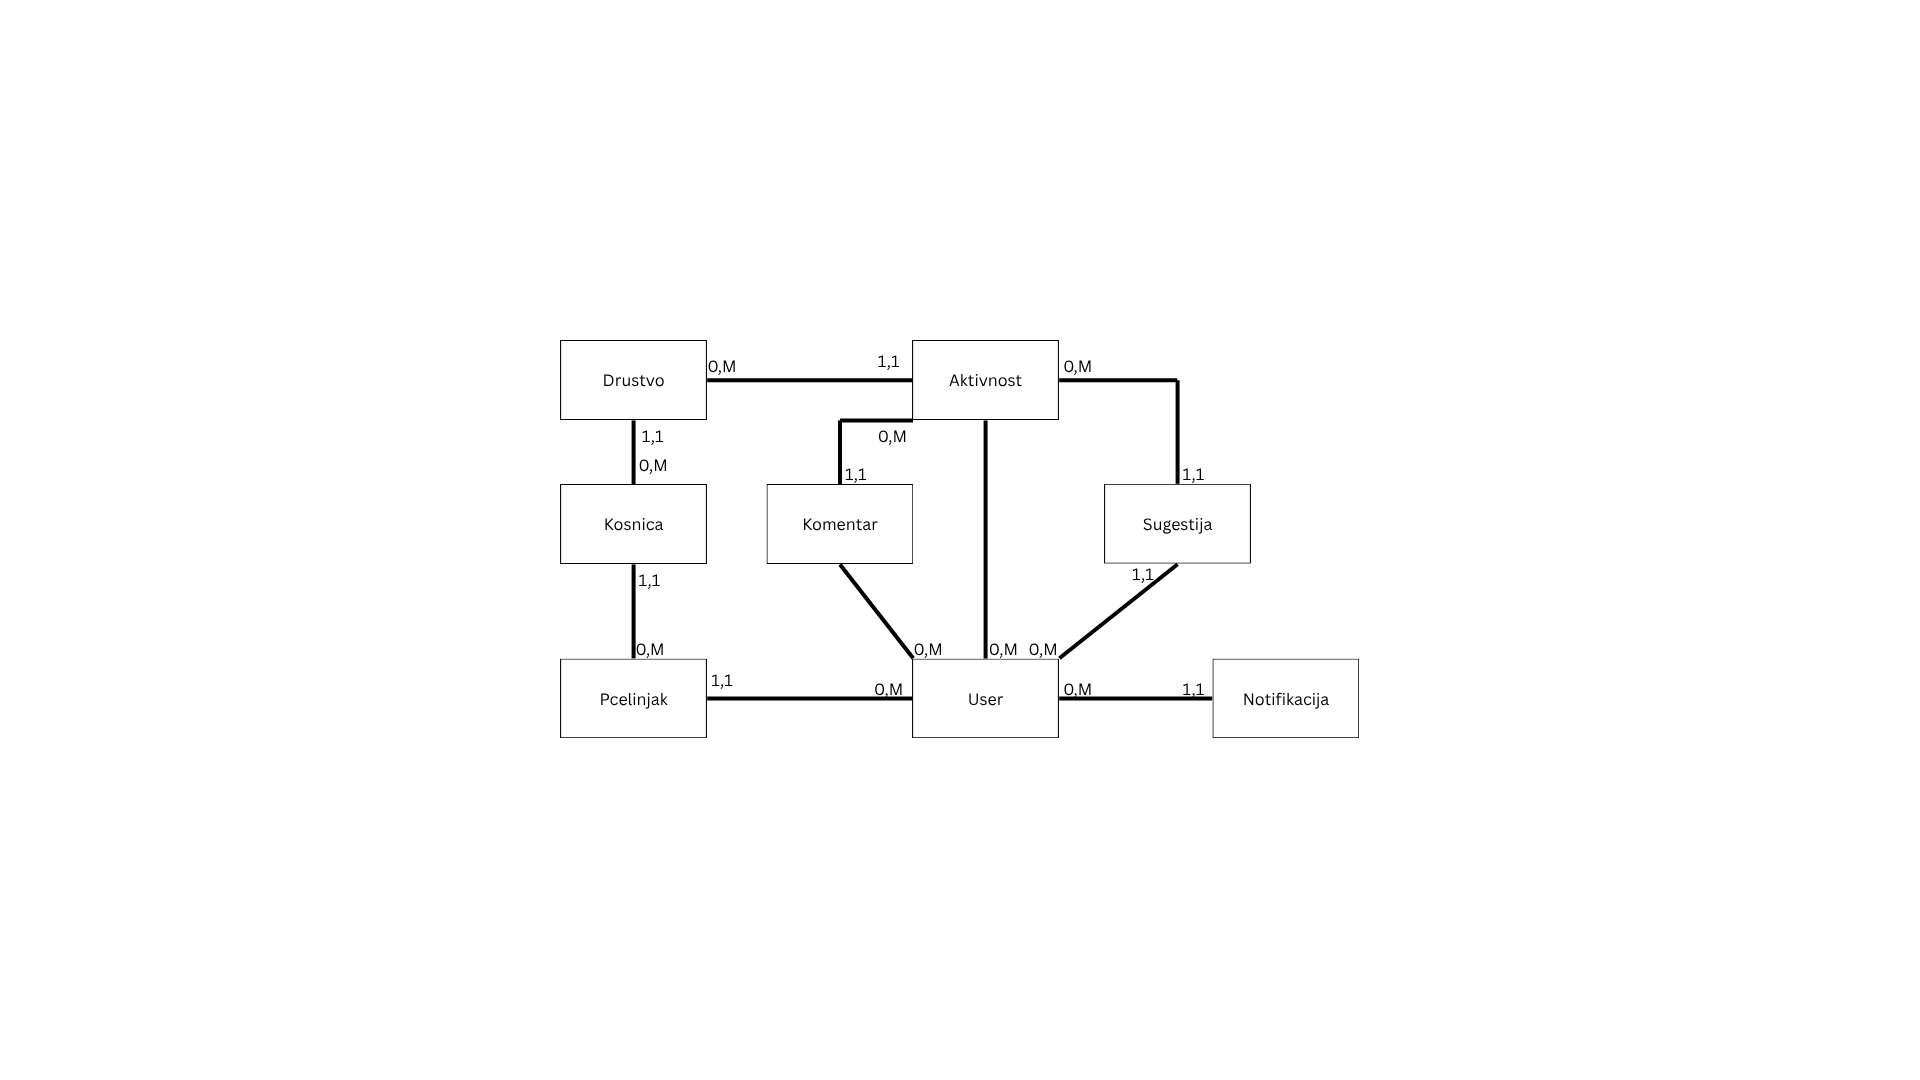 Drustvo
0,M
1,1
Aktivnost
0,M
1,1
0,M
0,M
1,1
1,1
Kosnica
Komentar
Sugestija
1,1
1,1
0,M
0,M
0,M
0,M
Pcelinjak
1,1
0,M
User
0,M
1,1
Notifikacija